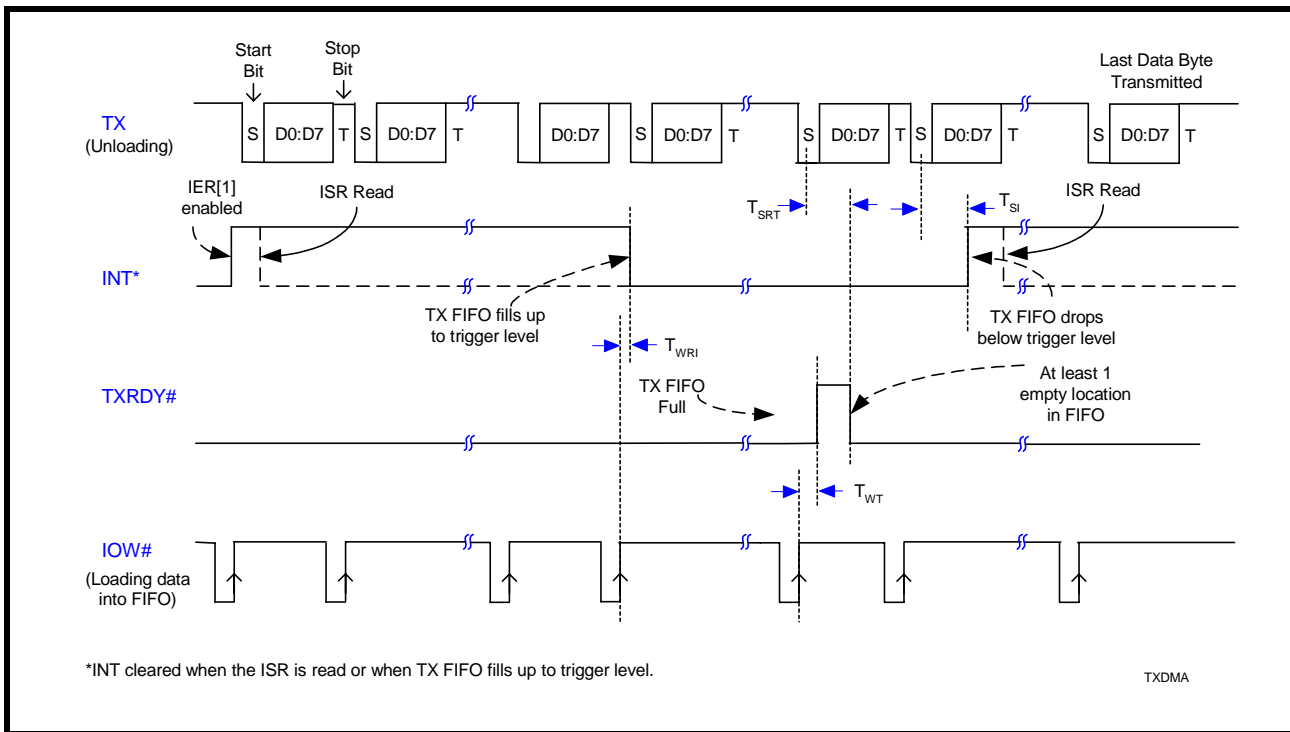 Start
Bit
Stop
Bit
Last Data Byte
Transmitted
TX
(Unloading)
S D0:D7 T S D0:D7 T D0:D7 S D0:D7 T S D0:D7 T S D0:D7 T S D0:D7 T
IER[1]
enabled
ISR Read
TSRT
TSI
ISR Read
INT*
TX FIFO fills up
to trigger level
TX FIFO drops
below trigger level
TWRI
TXRDY#
TX FIFO
Full
At least 1
empty location
in FIFO
TWT
IOW#
(Loading data
into FIFO)
*INT cleared when the ISR is read or when TX FIFO fills up to trigger level.
TXDMA